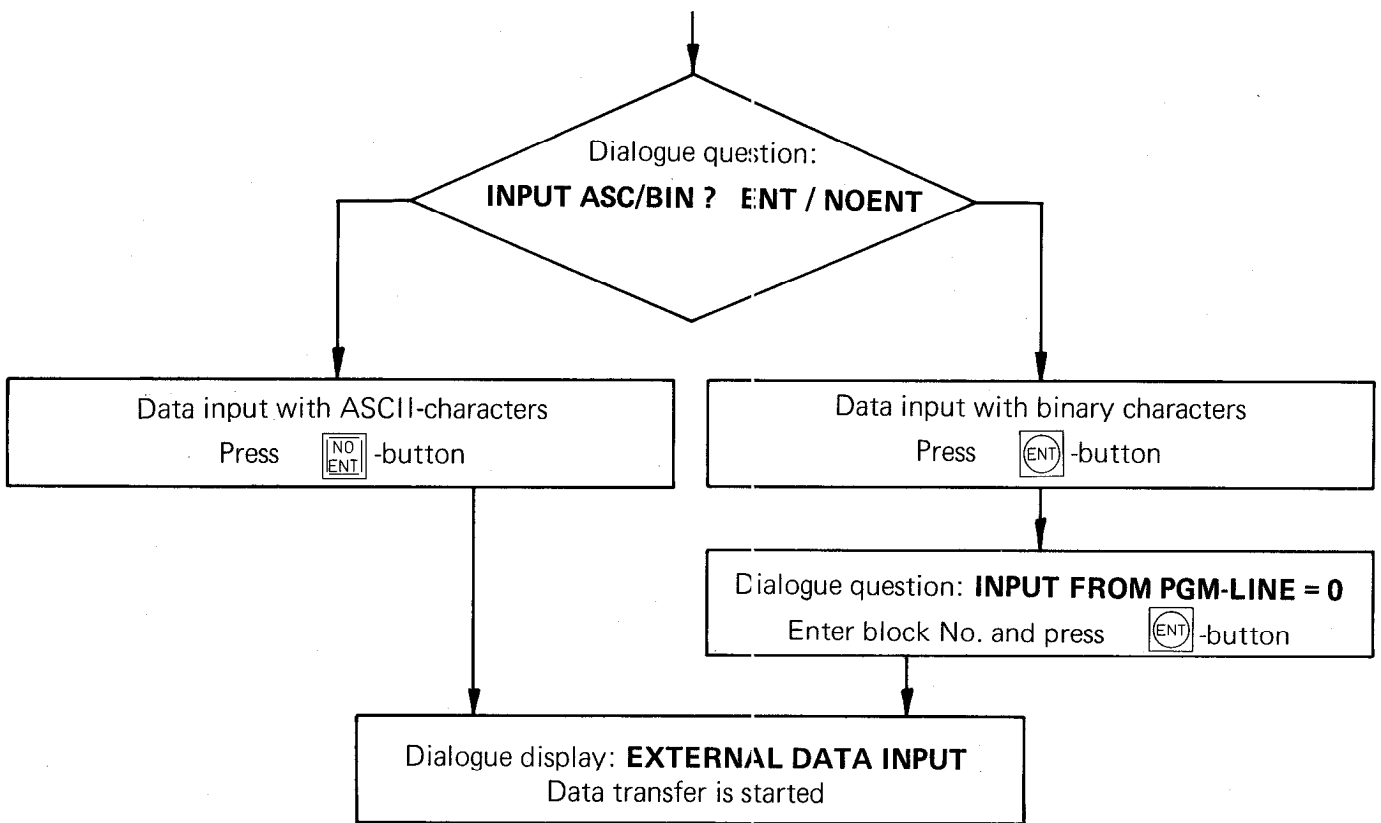 Dialogue question:
INPUT ASC/BIN ? ENT / NOENT
Data input with ASCII-characters
Press NO ENT -button
Data input with binary characters
Press ENT -button
Dialogue question: INPUT FROM PGM-LINE = 0
Enter block No. and press ENT -button
Dialogue display: EXTERNAL DATA INPUT
Data transfer is started